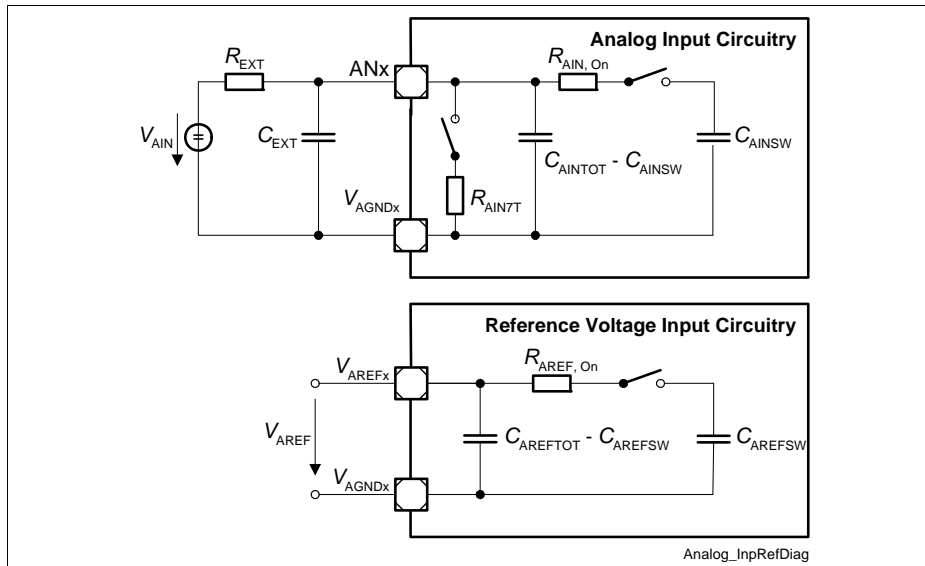 Analog Input Circuitry
REXT
ANx
RAIN, On
VAIN
CEXT
CAINTOT - CAINSW
CAINSW
RAIN7T
VAGNDx
Reference Voltage Input Circuitry
VAREFx
RAREF, On
VAREF
CAREFTOT - CAREFSW
CAREFSW
VAGNDx
Analog_InpRefDiag